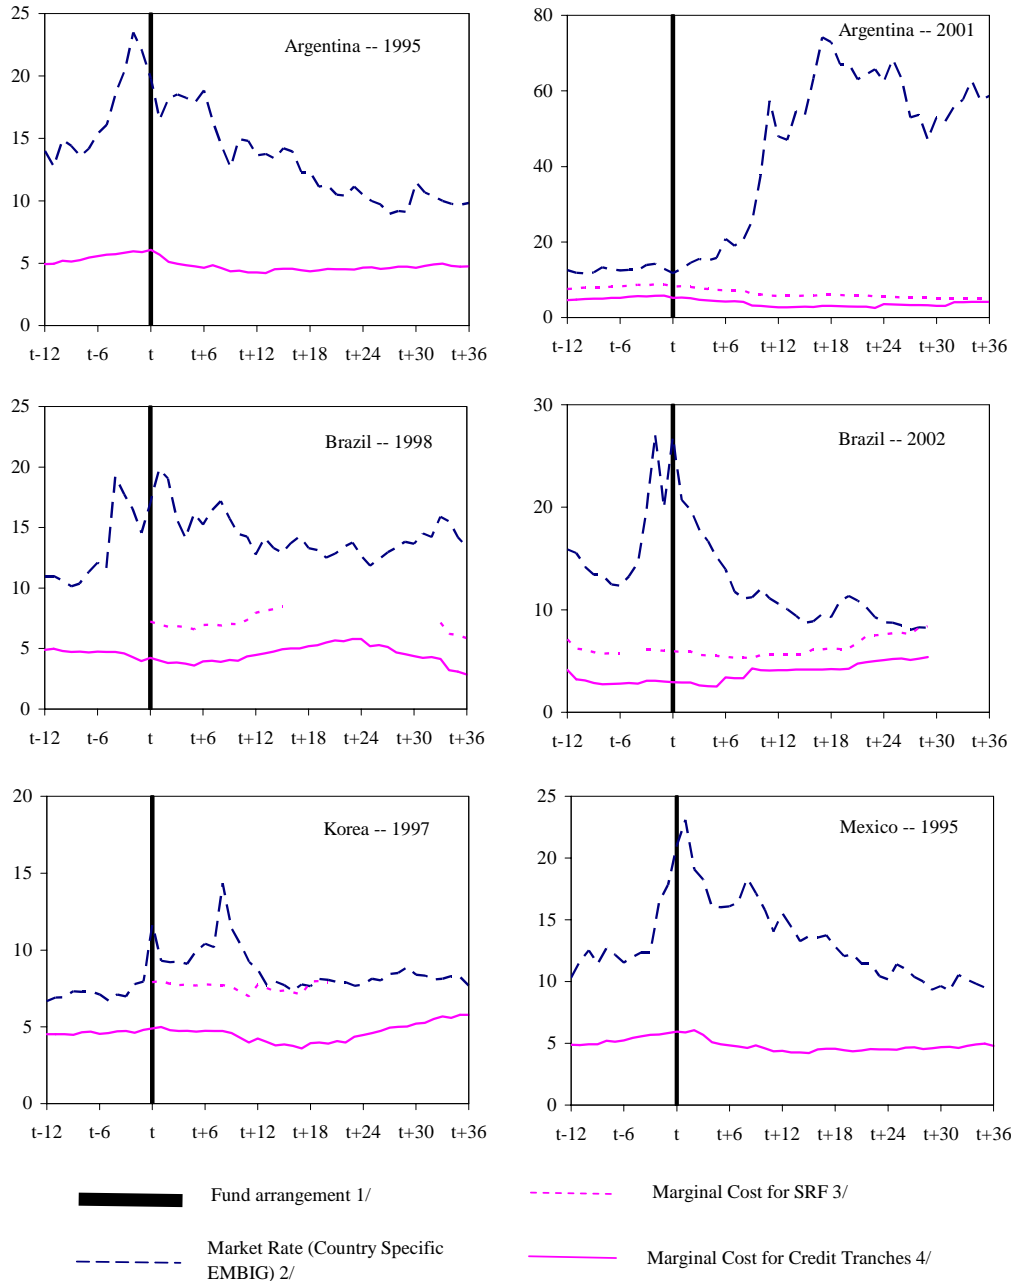 Argentina -- 1995
25
20
15
10
5
0
t-12 t-6 t t+6 t+12 t+18 t+24 t+30 t+36
Argentina -- 2001
80
60
40
20
0
t-12 t-6 t t+6 t+12 t+18 t+24 t+30 t+36
Brazil -- 1998
25
20
15
10
5
0
t-12 t-6 t t+6 t+12 t+18 t+24 t+30 t+36
Brazil -- 2002
30
20
10
0
t-12 t-6 t t+6 t+12 t+18 t+24 t+30 t+36
Korea -- 1997
20
15
10
5
0
t-12 t-6 t t+6 t+12 t+18 t+24 t+30 t+36
Mexico -- 1995
25
20
15
10
5
0
t-12 t-6 t t+6 t+12 t+18 t+24 t+30 t+36
Fund arrangement 1/
Marginal Cost for SRF 3/
Market Rate (Country Specific
EMBIG) 2/
Marginal Cost for Credit Tranches 4/